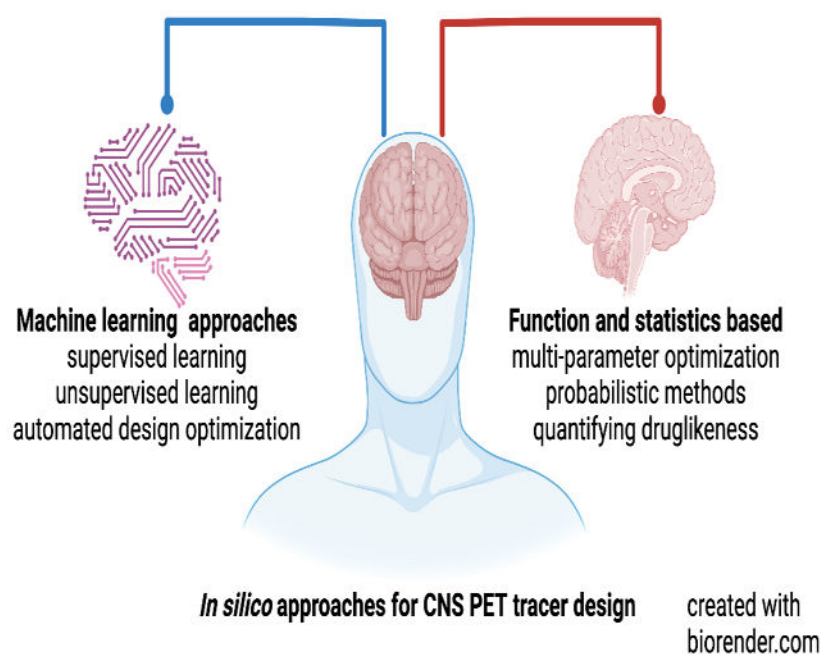 Machine learning approaches
supervised learning
unsupervised learning
automated design optimization
Function and statistics based
multi-parameter optimization
probabilistic methods
quantifying druglikeness
In silico approaches for CNS PET tracer design
created with
biorender.com